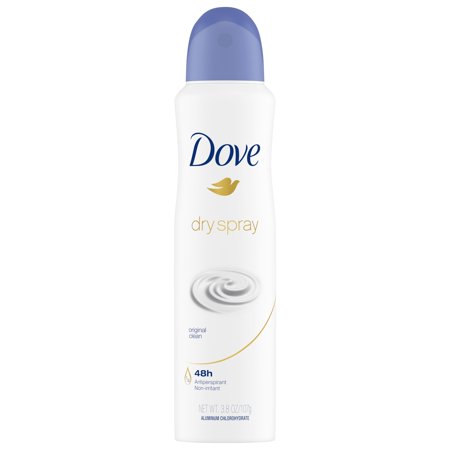 Dove
dry spray
original
clean
48h
Antiperspirant
Non-irritant
NET WT. 3.8 OZ/107g
ALUMINUM CHLOROHYDRATE